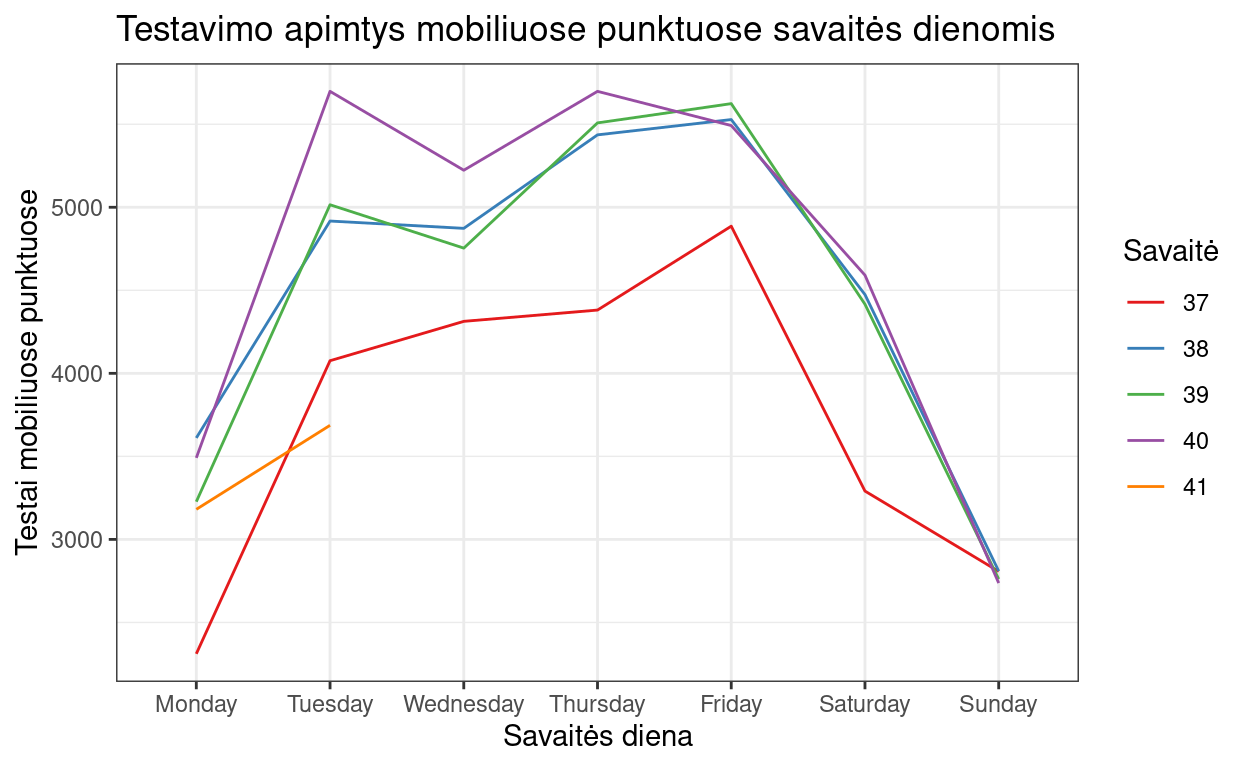 Testavimo apimtys mobiliuose punktuose savaitės dienomis
Testai mobiliuose punktuose
5000
4000
3000
Monday
Tuesday
Wednesday
Thursday
Friday
Saturday
Sunday
Savaitės diena
Savaitė
37
38
39
40
41